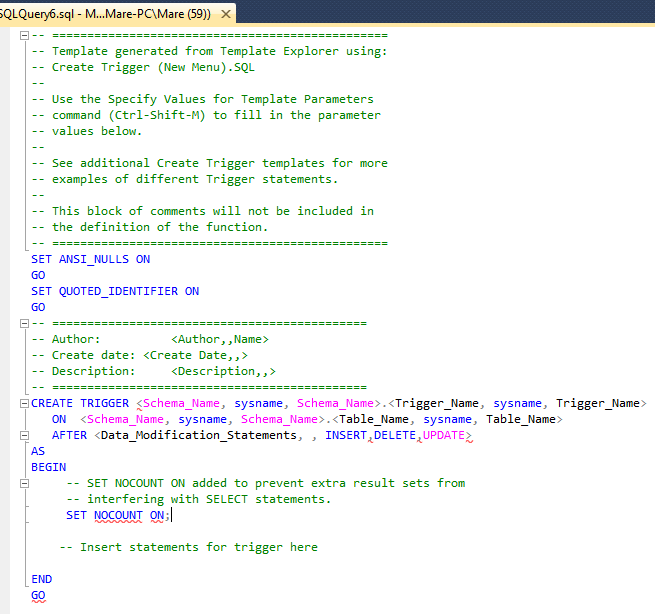 SQLQuery6.sql - M...Mare-PC\Mare (59))
-- ================================================
-- Template generated from Template Explorer using:
-- Create Trigger (New Menu).SQL
--
-- Use the Specify Values for Template Parameters
-- command (Ctrl-Shift-M) to fill in the parameter
-- values below.
--
-- See additional Create Trigger templates for more
-- examples of different Trigger statements.
--
-- This block of comments will not be included in
-- the definition of the function.
-- ================================================
SET ANSI_NULLS ON
GO
SET QUOTED_IDENTIFIER ON
GO
-- =============================================
-- Author:          <Author,,Name>
-- Create date: <Create Date,,>
-- Description:     <Description,,>
-- =============================================
CREATE TRIGGER <Schema_Name, sysname, Schema_Name>.<Trigger_Name, sysname, Trigger_Name>
   ON  <Schema_Name, sysname, Schema_Name>.<Table_Name, sysname, Table_Name>
   AFTER <Data_Modification_Statements, , INSERT,DELETE,UPDATE>
AS
BEGIN
     -- SET NOCOUNT ON added to prevent extra result sets from
     -- interfering with SELECT statements.
     SET NOCOUNT ON;
    -- Insert statements for trigger here
END
GO